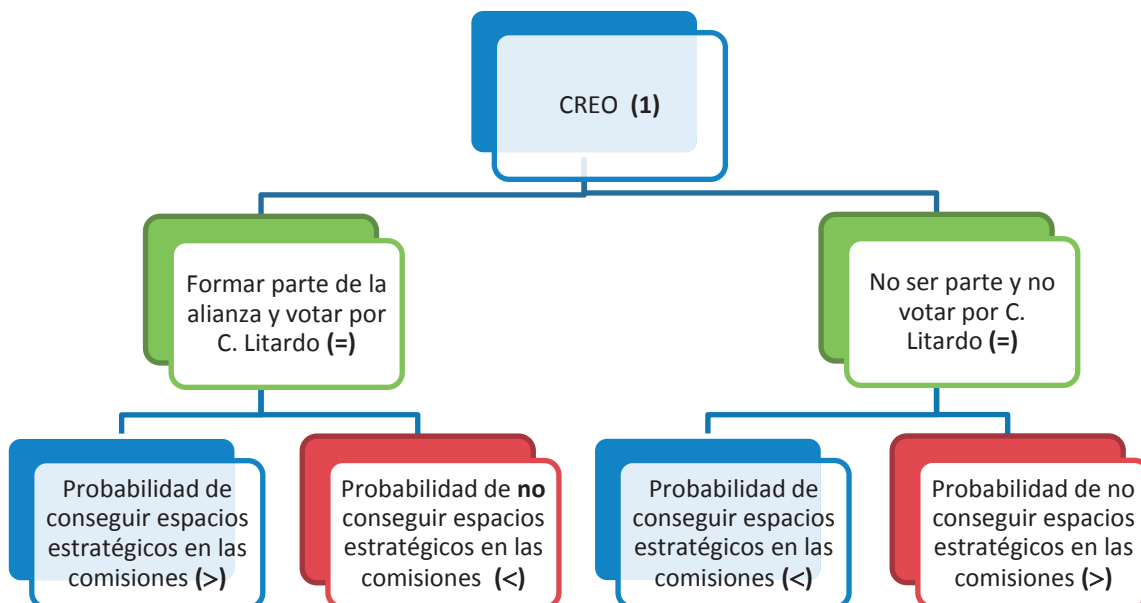 CREO (1)
Formar parte de la
alianza y votar por
C. Litardo (=)
No ser parte y no
votar por C.
Litardo (=)
Probabilidad de
conseguir espacios
estratégicos en las
comisiones (>)
Probabilidad de no
conseguir espacios
estratégicos en las
comisiones (<)
Probabilidad de
conseguir espacios
estratégicos en las
comisiones (<)
Probabilidad de no
conseguir espacios
estratégicos en las
comisiones (>)